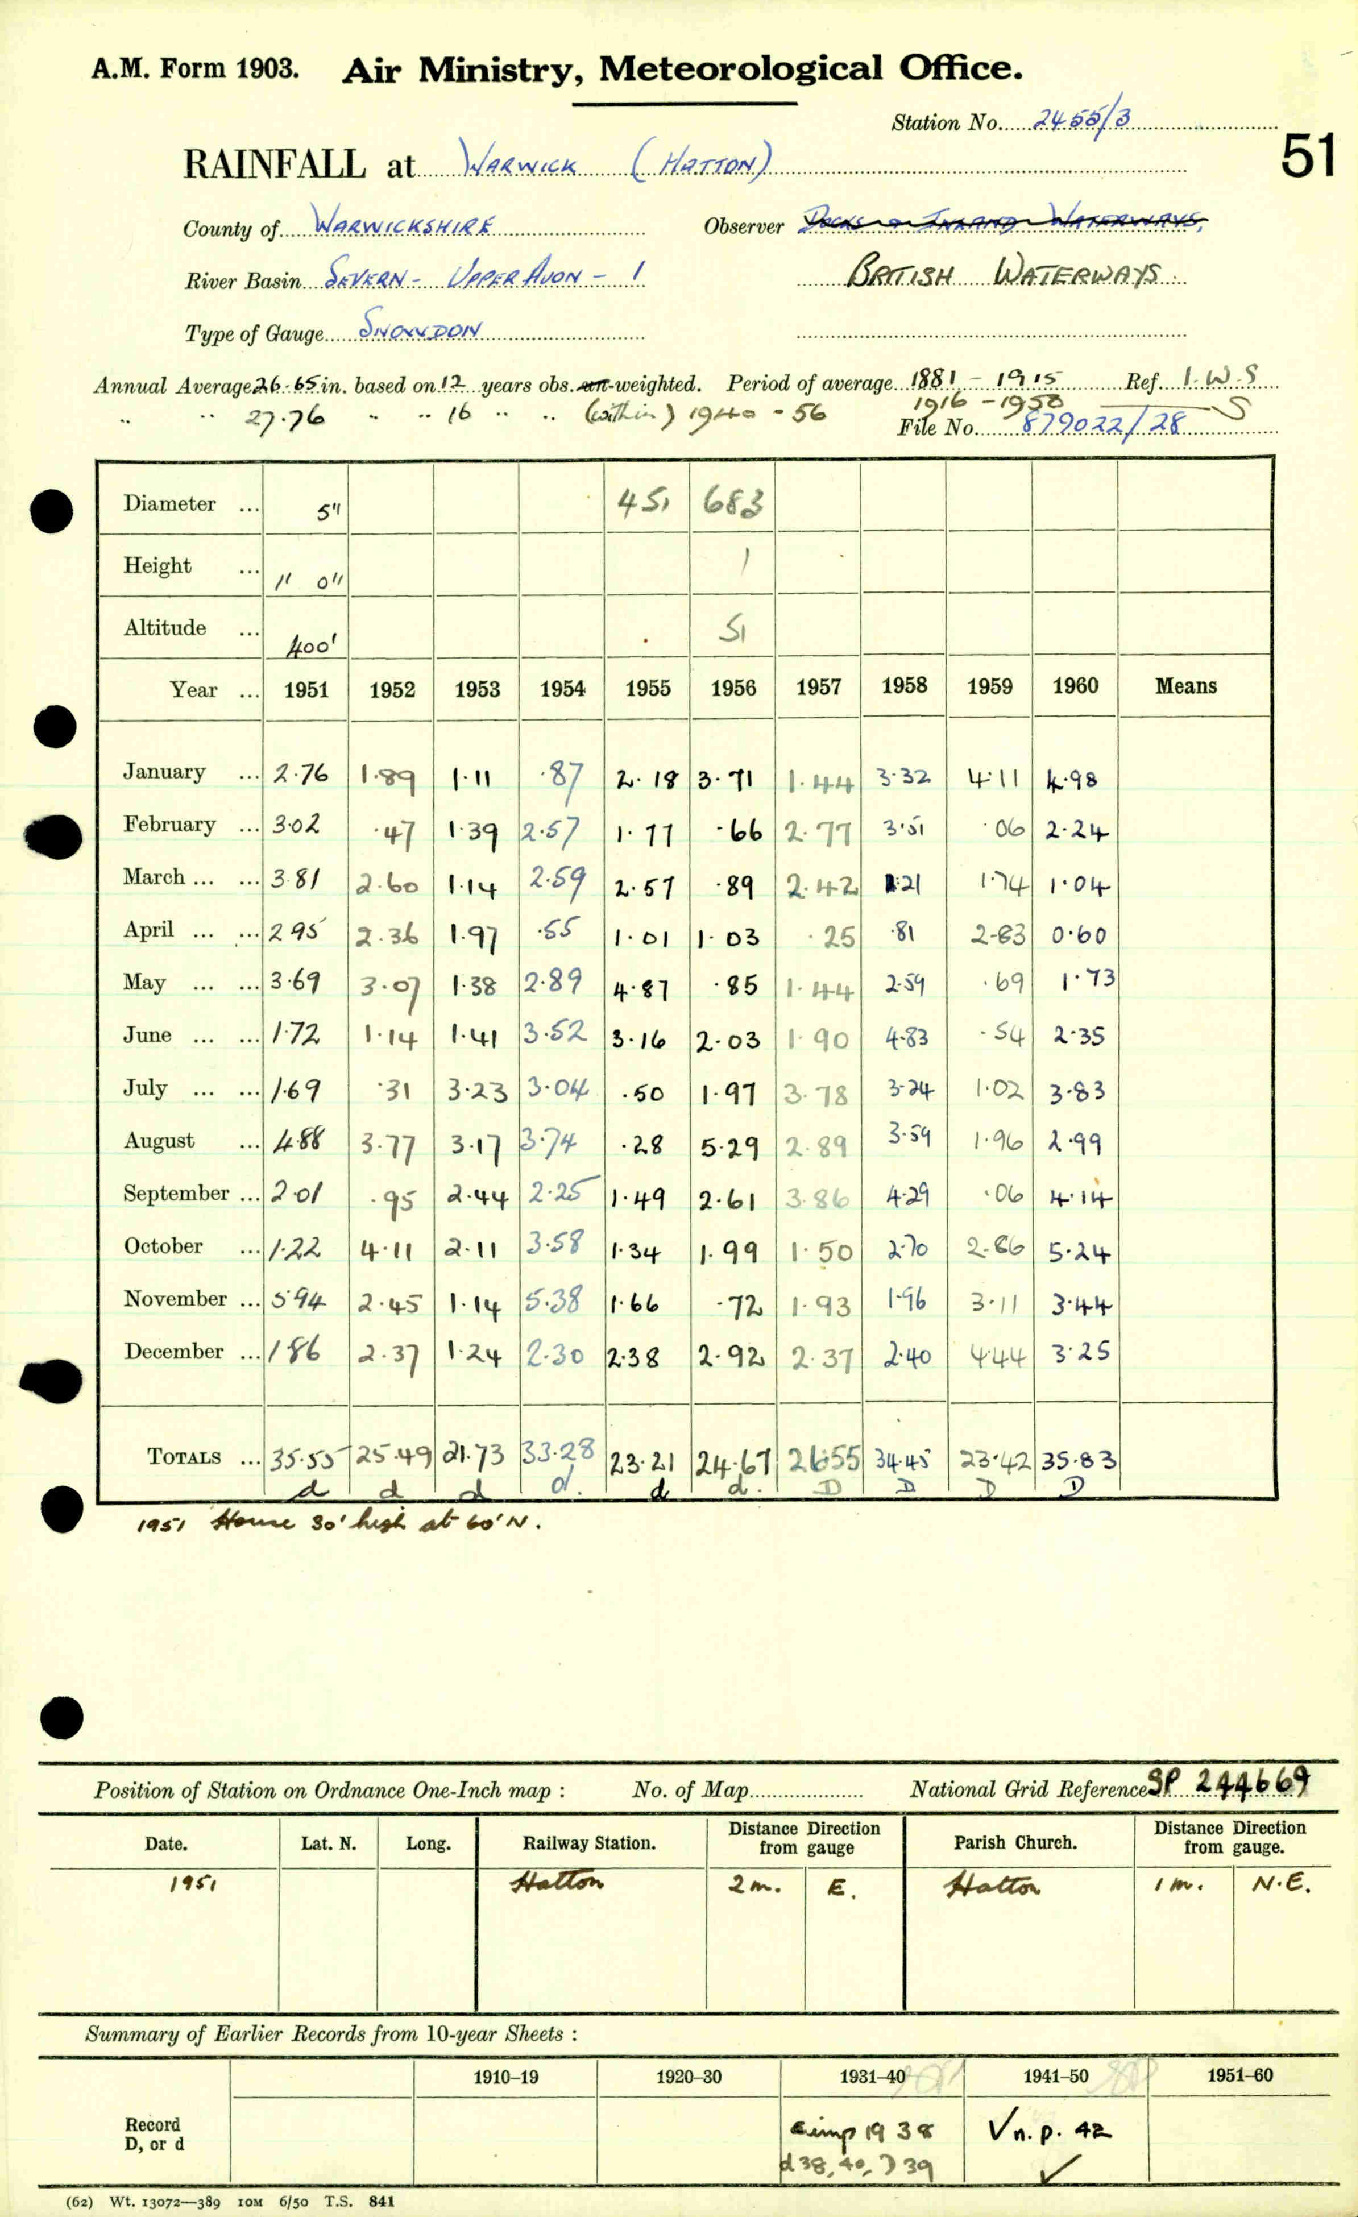 A.M. Form 1903. Air Ministry, Meteorological Office.
Station No. 2455/3
51
RAINFALL at WARWICK (HATTON)
County of WARWICKSHIRE Observer DOCKS & INLAND WATERWAYS.
River Basin SEVERN - UPPER AVON - 1 BRITISH WATERWAYS.
Type of Gauge SNOWDON
Annual Average 26.65 in. based on 12 years obs. un-weighted. Period of average 1881 - 1915 Ref. I.W.S
" " 27.76 " " 16 " " (within) 1940 - 56 1916 - 1950 S
File No. 879022/28
Diameter ... 5" 451 683
Height ... 1' 0" 1
Altitude ... 400' 51
Year ... 1951 1952 1953 1954 1955 1956 1957 1958 1959 1960 Means
January ... 2.76 1.89 1.11 .87 2.18 3.71 1.44 3.32 4.11 4.98
February ... 3.02 .47 1.39 2.57 1.77 .66 2.77 3.51 .06 2.24
March ... ... 3.81 2.60 1.14 2.59 2.57 .89 2.42 1.21 1.74 1.04
April ... ... 2.95 2.36 1.97 .55 1.01 1.03 .25 .81 2.83 0.60
May ... ... 3.69 3.07 1.38 2.89 4.87 .85 1.44 2.59 .69 1.73
June ... ... 1.72 1.14 1.41 3.52 3.16 2.03 1.90 4.83 .54 2.35
July ... ... 1.69 .31 3.23 3.04 .50 1.97 3.78 3.24 1.02 3.83
August ... 4.88 3.77 3.17 3.74 .28 5.29 2.89 3.59 1.96 2.99
September ... 2.01 .95 2.44 2.25 1.49 2.61 3.86 4.29 .06 4.14
October ... 1.22 4.11 2.11 3.58 1.34 1.99 1.50 2.70 2.86 5.24
November ... 5.94 2.45 1.14 5.38 1.66 .72 1.93 1.96 3.11 3.44
December ... 1.86 2.37 1.24 2.30 2.38 2.92 2.37 2.40 4.44 3.25
TOTALS ... 35.55 25.49 21.73 33.28 23.21 24.67 26.55 34.45 23.42 35.83
d d d d. d d. D D D D
1951 House 30' high at 60' N.
Position of Station on Ordnance One-Inch map : No. of Map National Grid Reference SP 244669
Date. Lat. N. Long. Railway Station. Distance Direction from gauge Parish Church. Distance Direction from gauge.
1951 Hatton 2 m. E. Hatton 1 m. N.E.
Summary of Earlier Records from 10-year Sheets :
1910–19 1920–30 1931–40 1941–50 1951–60
Record D, or d
1938 V n.p. 42
d 38, 40, D 39 ✓
(62) Wt. 13072—389 10M 6/50 T.S. 841